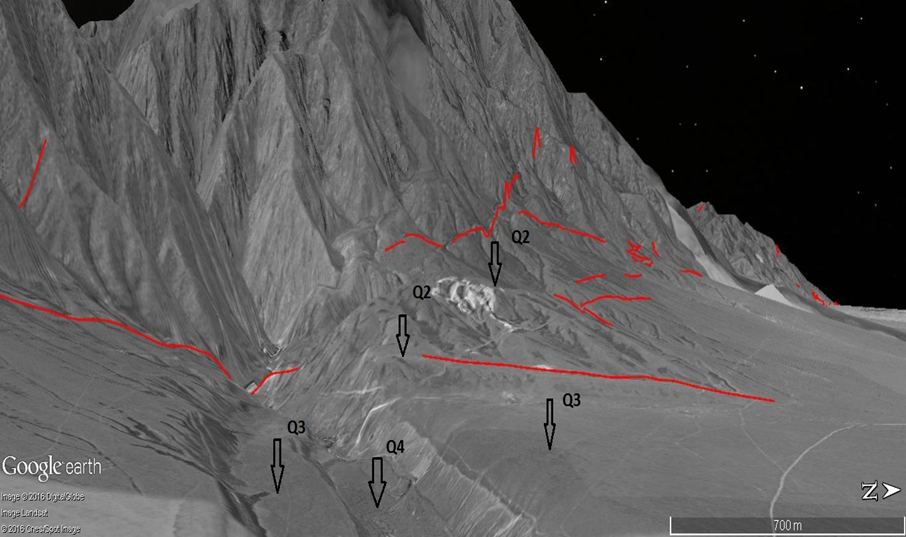 Q2
Q2
Q3
Q3
Q4
Google earth
Image © 2016 DigitalGlobe
Image Landsat
© 2016 Cnes/Spot Image
N
700 m